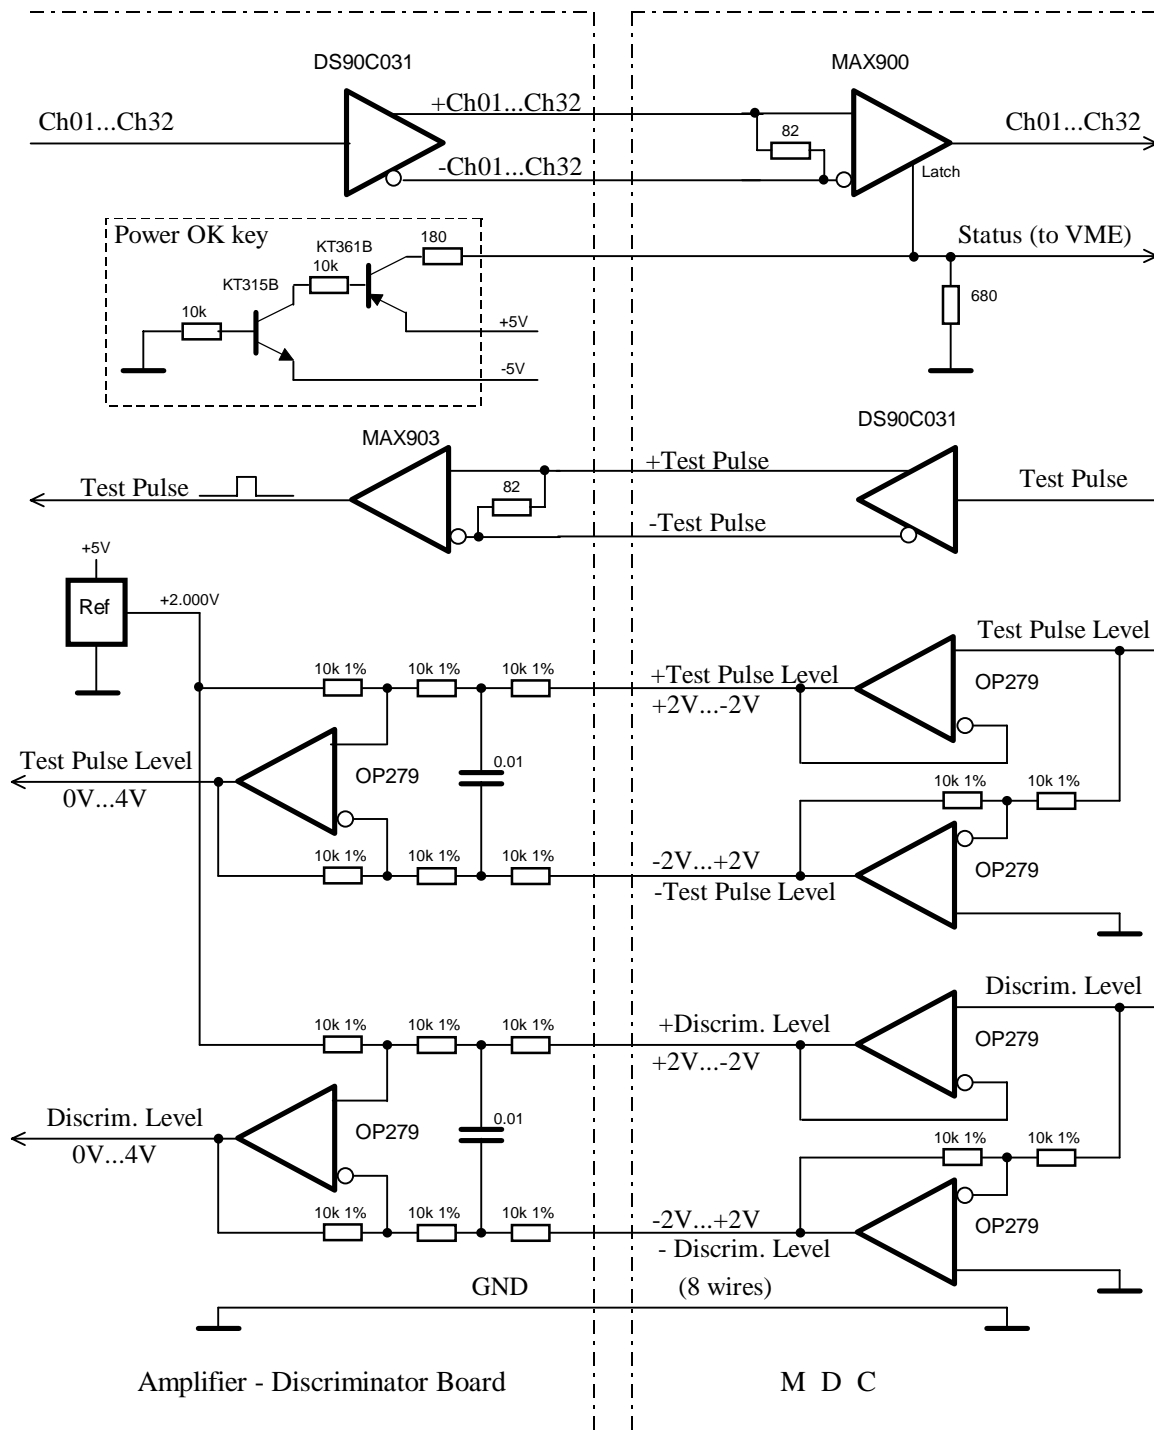 DS90C031
MAX900
Ch01...Ch32
+Ch01...Ch32
82
Ch01...Ch32
-Ch01...Ch32
Latch
Power OK key
KT361B
180
Status (to VME)
10k
KT315B
680
10k
+5V
-5V
DS90C031
MAX903
+Test Pulse
Test Pulse
82
Test Pulse
-Test Pulse
+5V
Ref
+2.000V
Test Pulse Level
10k 1%
10k 1%
10k 1%
+Test Pulse Level
OP279
+2V...-2V
Test Pulse Level
OP279
0.01
10k 1%
10k 1%
0V...4V
10k 1%
10k 1%
10k 1%
-2V...+2V
OP279
-Test Pulse Level
Discrim. Level
10k 1%
10k 1%
10k 1%
+Discrim. Level
OP279
+2V...-2V
Discrim. Level
OP279
0.01
10k 1%
10k 1%
0V...4V
10k 1%
10k 1%
10k 1%
-2V...+2V
OP279
- Discrim. Level
GND
(8 wires)
Amplifier - Discriminator Board
M D C